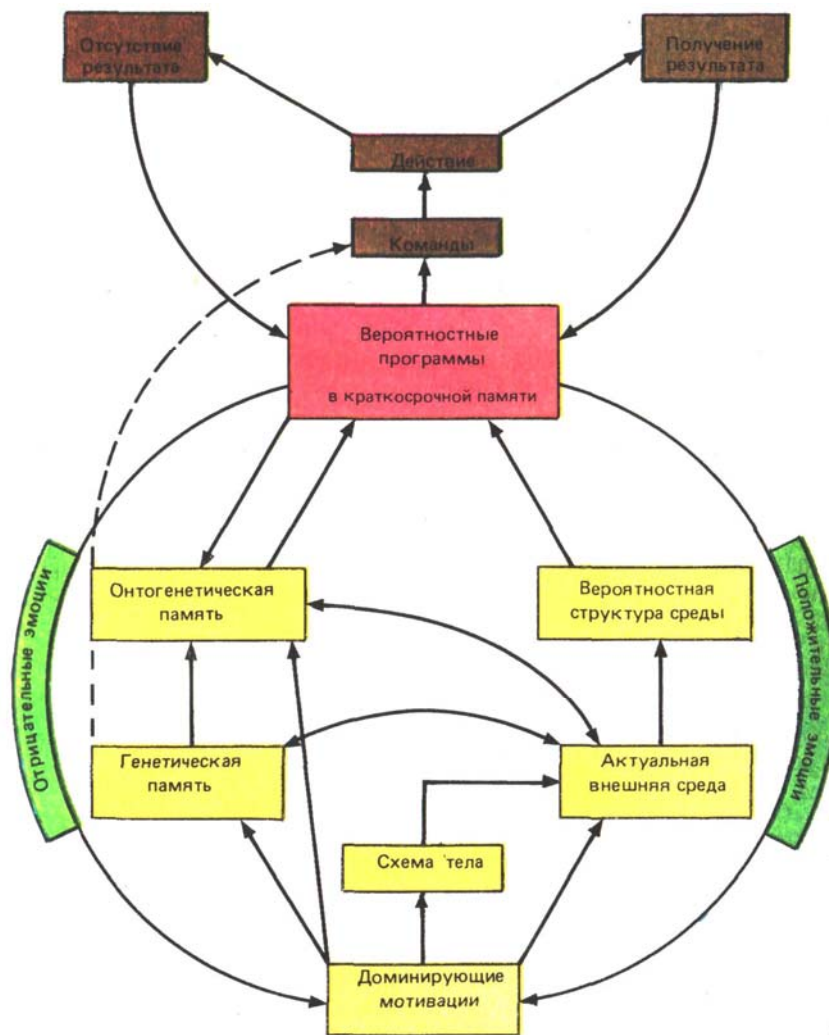 Отсутствие
результата
Получение
результата
Действие
Команды
Вероятностные
программы
в краткосрочной памяти
Онтогенетическая
память
Вероятностная
структура среды
Отрицательные эмоции
Положительные эмоции
Генетическая
память
Актуальная
внешняя среда
Схема тела
Доминирующие
мотивации